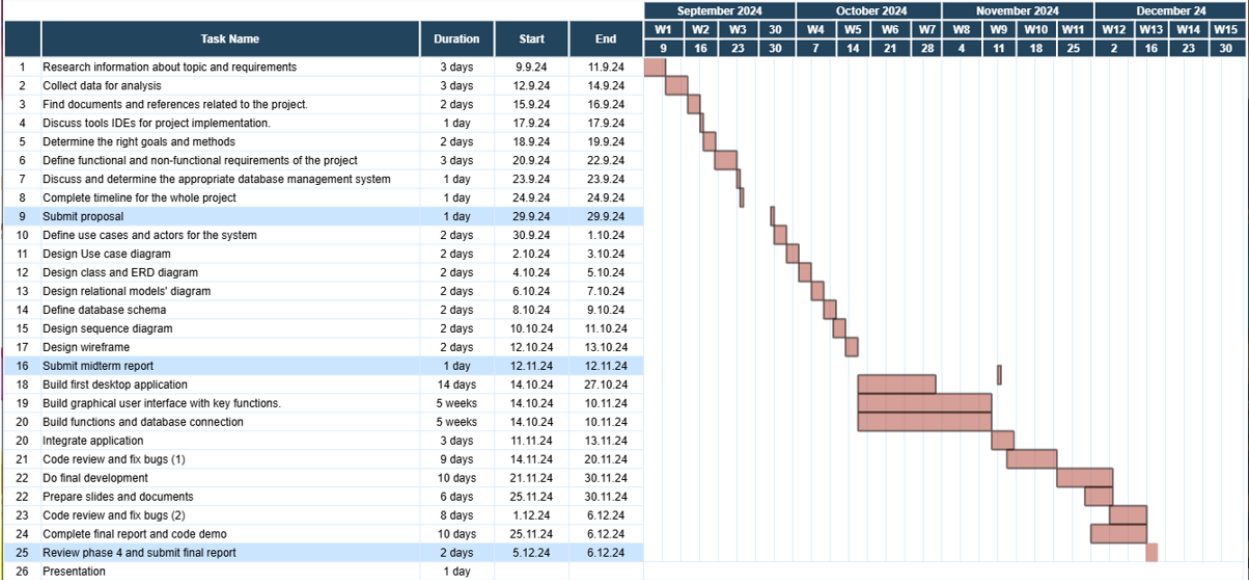 September 2024 October 2024 November 2024 December 24
Task Name Duration Start End W1 W2 W3 30 W4 W5 W6 W7 W8 W9 W10 W11 W12 W13 W14 W15
9 16 23 30 7 14 21 28 4 11 18 25 2 16 23 30
1 Research information about topic and requirements 3 days 9.9.24 11.9.24
2 Collect data for analysis 3 days 12.9.24 14.9.24
3 Find documents and references related to the project. 2 days 15.9.24 16.9.24
4 Discuss tools IDEs for project implementation. 1 day 17.9.24 17.9.24
5 Determine the right goals and methods 2 days 18.9.24 19.9.24
6 Define functional and non-functional requirements of the project 3 days 20.9.24 22.9.24
7 Discuss and determine the appropriate database management system 1 day 23.9.24 23.9.24
8 Complete timeline for the whole project 1 day 24.9.24 24.9.24
9 Submit proposal 1 day 29.9.24 29.9.24
10 Define use cases and actors for the system 2 days 30.9.24 1.10.24
11 Design Use case diagram 2 days 2.10.24 3.10.24
12 Design class and ERD diagram 2 days 4.10.24 5.10.24
13 Design relational models' diagram 2 days 6.10.24 7.10.24
14 Define database schema 2 days 8.10.24 9.10.24
15 Design sequence diagram 2 days 10.10.24 11.10.24
17 Design wireframe 2 days 12.10.24 13.10.24
16 Submit midterm report 1 day 12.11.24 12.11.24
18 Build first desktop application 14 days 14.10.24 27.10.24
19 Build graphical user interface with key functions. 5 weeks 14.10.24 10.11.24
20 Build functions and database connection 5 weeks 14.10.24 10.11.24
20 Integrate application 3 days 11.11.24 13.11.24
21 Code review and fix bugs (1) 9 days 14.11.24 20.11.24
22 Do final development 10 days 21.11.24 30.11.24
22 Prepare slides and documents 6 days 25.11.24 30.11.24
23 Code review and fix bugs (2) 8 days 1.12.24 6.12.24
24 Complete final report and code demo 10 days 25.11.24 6.12.24
25 Review phase 4 and submit final report 2 days 5.12.24 6.12.24
26 Presentation 1 day